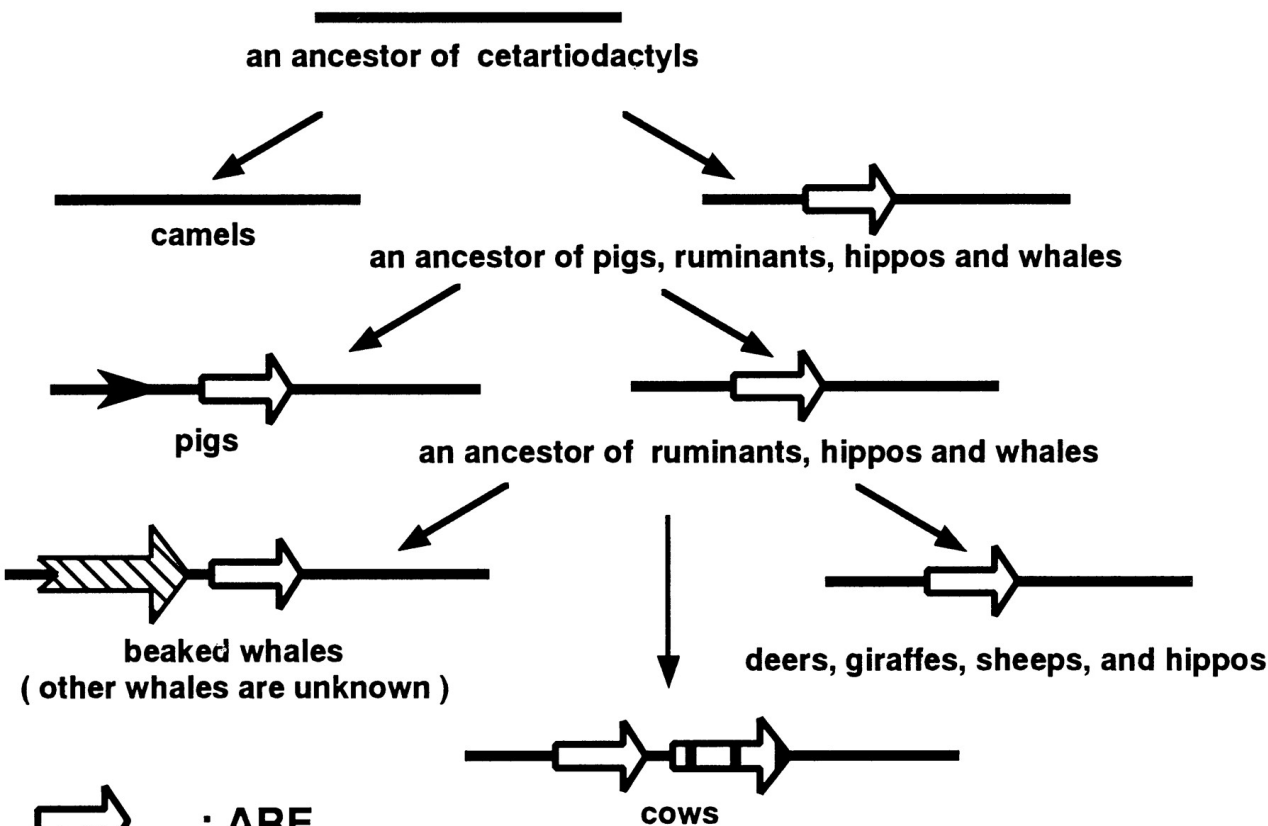 an ancestor of cetartiodactyls
camels
an ancestor of pigs, ruminants, hippos and whales
pigs
an ancestor of ruminants, hippos and whales
beaked whales
( other whales are unknown )
deers, giraffes, sheeps, and hippos
cows
: